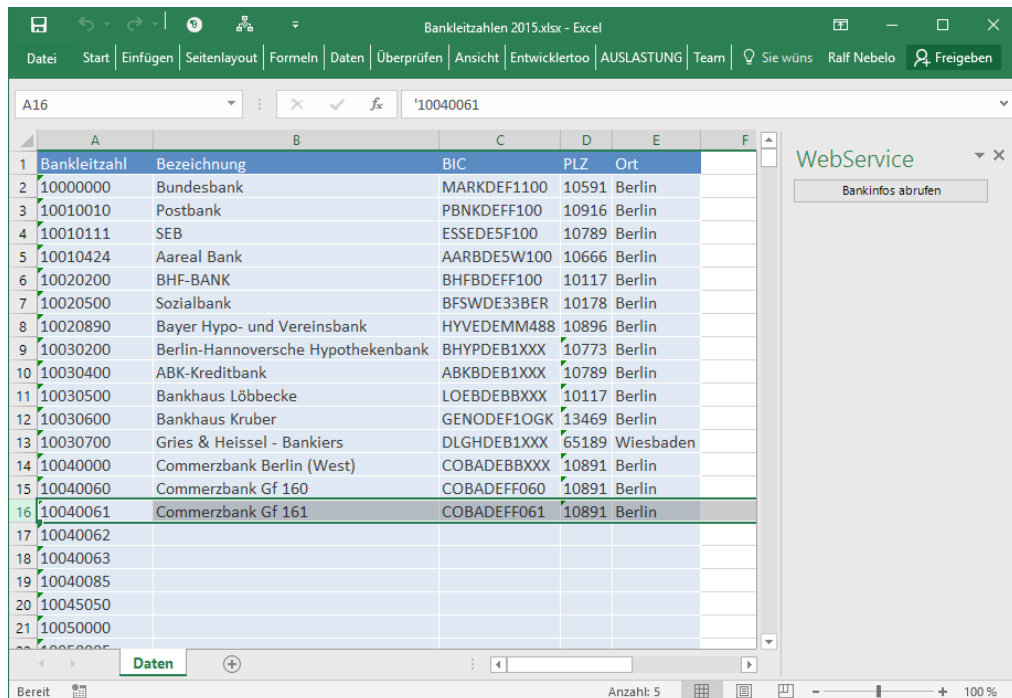 Bankleitzahlen 2015.xlsx - Excel
Datei Start Einfügen Seitenlayout Formeln Daten Überprüfen Ansicht Entwicklertoo AUSLASTUNG Team Sie wüns Ralf Nebelo Freigeben
A16 fx '10040061
A B C D E F
1 Bankleitzahl Bezeichnung BIC PLZ Ort
2 10000000 Bundesbank MARKDEF1100 10591 Berlin
3 10010010 Postbank PBNKDEFF100 10916 Berlin
4 10010111 SEB ESSEDE5F100 10789 Berlin
5 10010424 Aareal Bank AARBDE5W100 10666 Berlin
6 10020200 BHF-BANK BHFBDEFF100 10117 Berlin
7 10020500 Sozialbank BFSWDE33BER 10178 Berlin
8 10020890 Bayer Hypo- und Vereinsbank HYVEDEMM488 10896 Berlin
9 10030200 Berlin-Hannoversche Hypothekenbank BHYPDEB1XXX 10773 Berlin
10 10030400 ABK-Kreditbank ABKBDEB1XXX 10789 Berlin
11 10030500 Bankhaus Löbbecke LOEBDEBBXXX 10117 Berlin
12 10030600 Bankhaus Kruber GENODEF1OGK 13469 Berlin
13 10030700 Gries & Heissel - Bankiers DLGHDEB1XXX 65189 Wiesbaden
14 10040000 Commerzbank Berlin (West) COBADEBBXXX 10891 Berlin
15 10040060 Commerzbank Gf 160 COBADEFF060 10891 Berlin
16 10040061 Commerzbank Gf 161 COBADEFF061 10891 Berlin
17 10040062
18 10040063
19 10040085
20 10045050
21 10050000
WebService
Bankinfos abrufen
Daten
Bereit Anzahl: 5 100 %